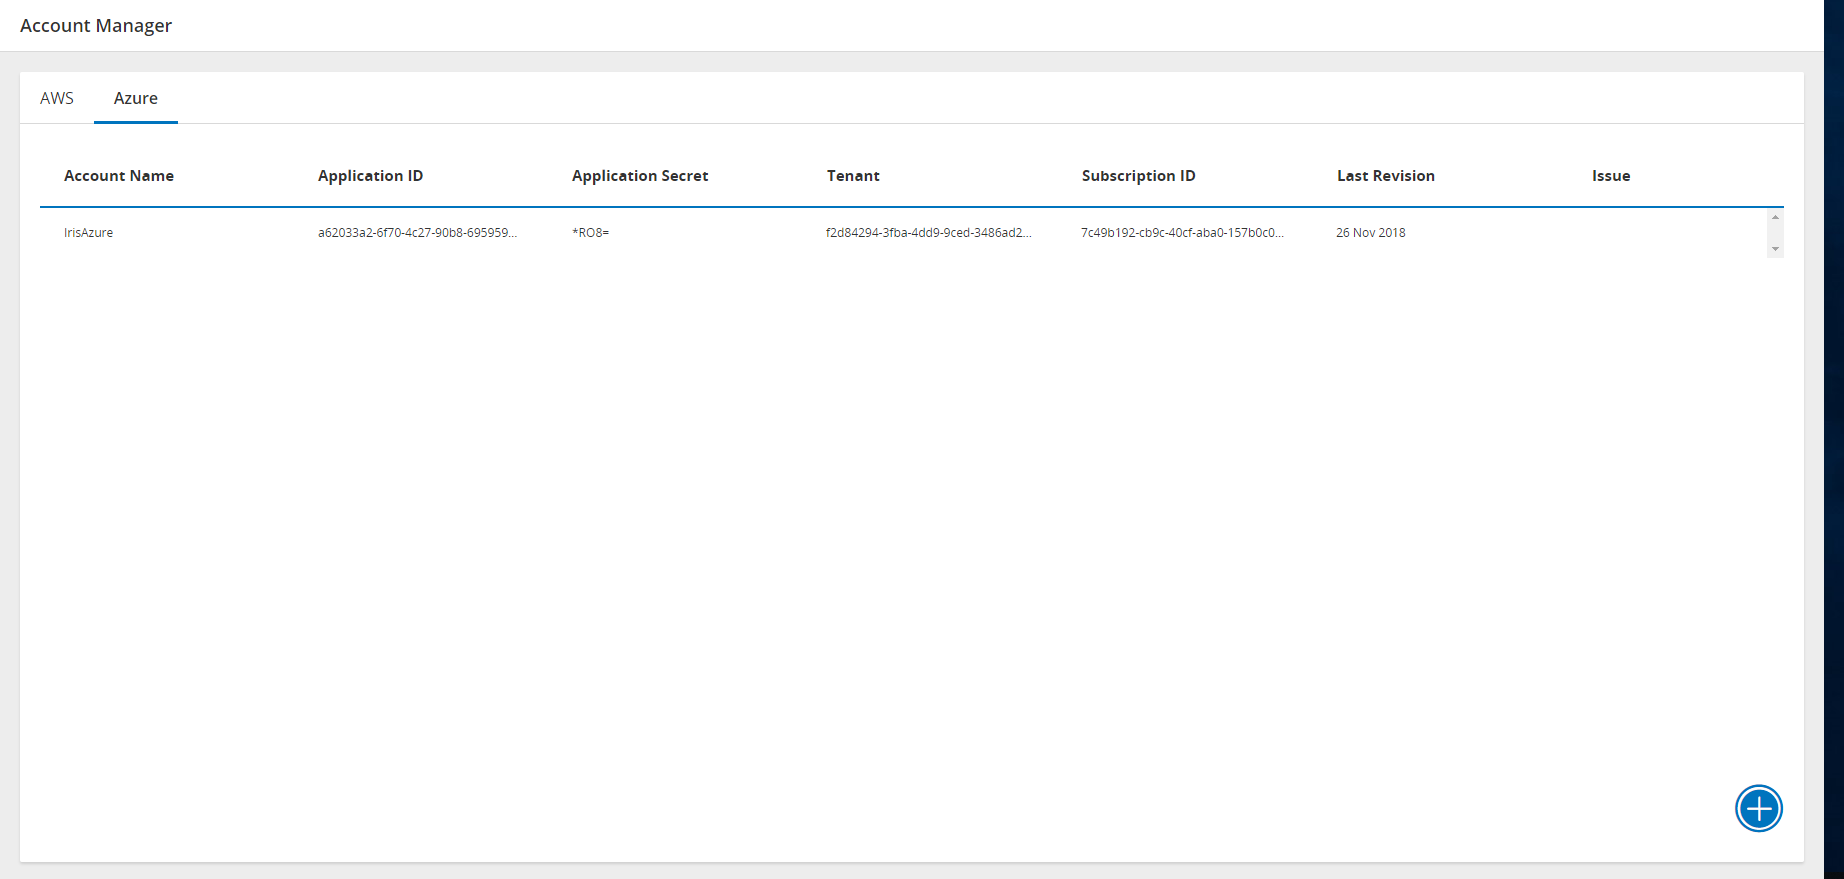 Account Manager
AWS Azure
Account Name Application ID Application Secret Tenant Subscription ID Last Revision Issue
IrisAzure a62033a2-6f70-4c27-90b8-695959... *RO8= f2d84294-3fba-4dd9-9ced-3486ad2... 7c49b192-cb9c-40cf-aba0-157b0c0... 26 Nov 2018